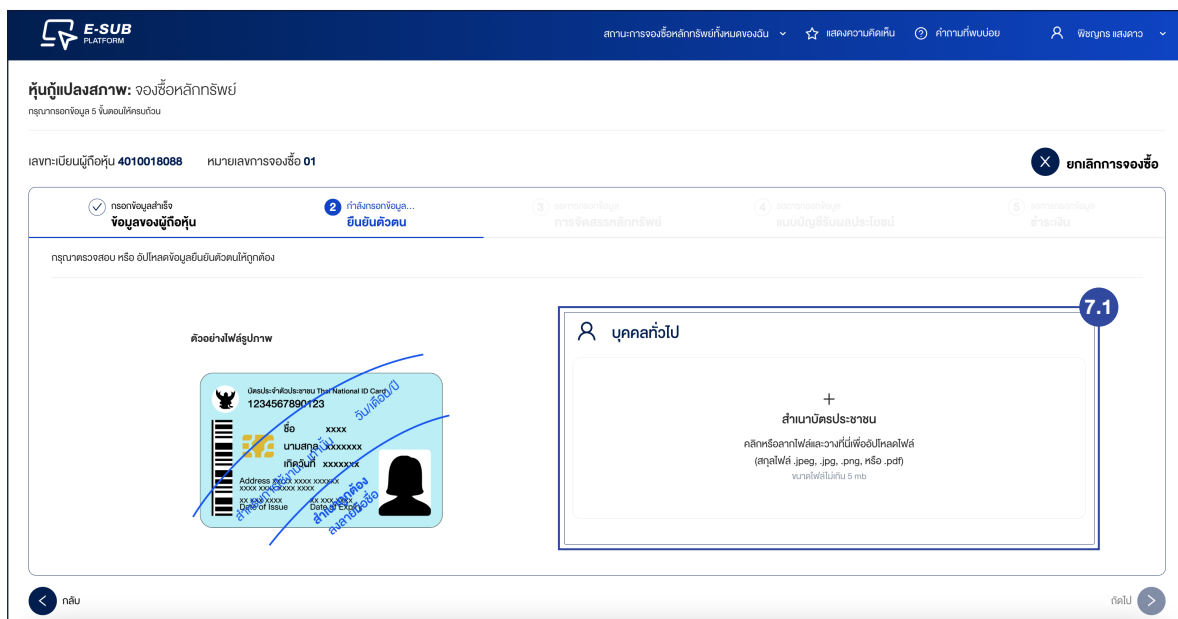 E-SUB
PLATFORM
สถานะการจองซื้อหลักทรัพย์ทั้งหมดของฉัน
แสดงความคิดเห็น
คำถามที่พบบ่อย
พิชญกร แสงดาว
หุ้นกู้แปลงสภาพ: จองซื้อหลักทรัพย์
กรุณากรอกข้อมูล 5 ขั้นตอนให้ครบถ้วน
เลขทะเบียนผู้ถือหุ้น 4010018088 หมายเลขการจองซื้อ 01
X ยกเลิกการจองซื้อ
กรอกข้อมูลสำเร็จ
ข้อมูลของผู้ถือหุ้น
2 กำลังกรอกข้อมูล...
ยืนยันตัวตน
3 รอการกรอกข้อมูล
การจัดสรรหลักทรัพย์
4 รอการกรอกข้อมูล
แนบบัญชีรับผลประโยชน์
5 รอการกรอกข้อมูล
ชำระเงิน
กรุณาตรวจสอบ หรือ อัปโหลดข้อมูลยืนยันตัวตนให้ถูกต้อง
ตัวอย่างไฟล์รูปภาพ
บัตรประจำตัวประชาชน Thai National ID Card
1234567890123
ชื่อ xxxx
นามสกุล xxxxxxx
เกิดวันที่ xxxxxxx
Address xxxx xxxx xxxxxx
xxxx xxxxxxxx xxxx
xx xxx xxxx xx xxx xxxx
Date of Issue Date of Expiry
วัน/เดือน/ปี
สำเนาถูกต้อง
ลงลายมือชื่อ
7.1
บุคคลทั่วไป
+
สำเนาบัตรประชาชน
คลิกหรือลากไฟล์และวางที่นี่เพื่ออัปโหลดไฟล์
(สกุลไฟล์ .jpeg, .jpg, .png, หรือ .pdf)
ขนาดไฟล์ไม่เกิน 5 mb
กลับ
ถัดไป